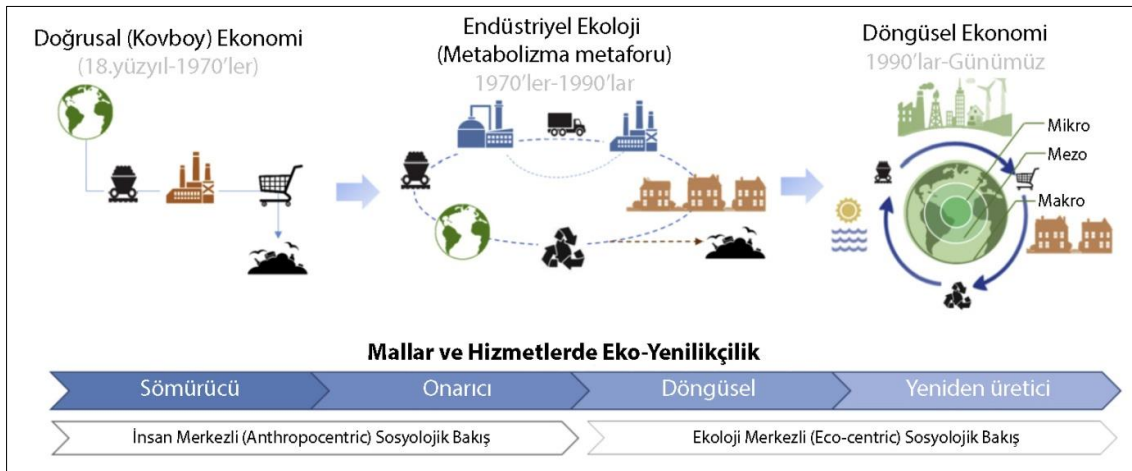 Doğrusal (Kovboy) Ekonomi
(18.yüzyıl-1970'ler)
Endüstriyel Ekoloji
(Metabolizma metaforu)
1970'ler-1990'lar
Döngüsel Ekonomi
1990'lar-Günümüz
Mikro
Mezo
Makro
Mallar ve Hizmetlerde Eko-Yenilikçilik
Sömürücü
Onarıcı
Döngüsel
Yeniden üretici
İnsan Merkezli (Anthropocentric) Sosyolojik Bakış
Ekoloji Merkezli (Eco-centric) Sosyolojik Bakış